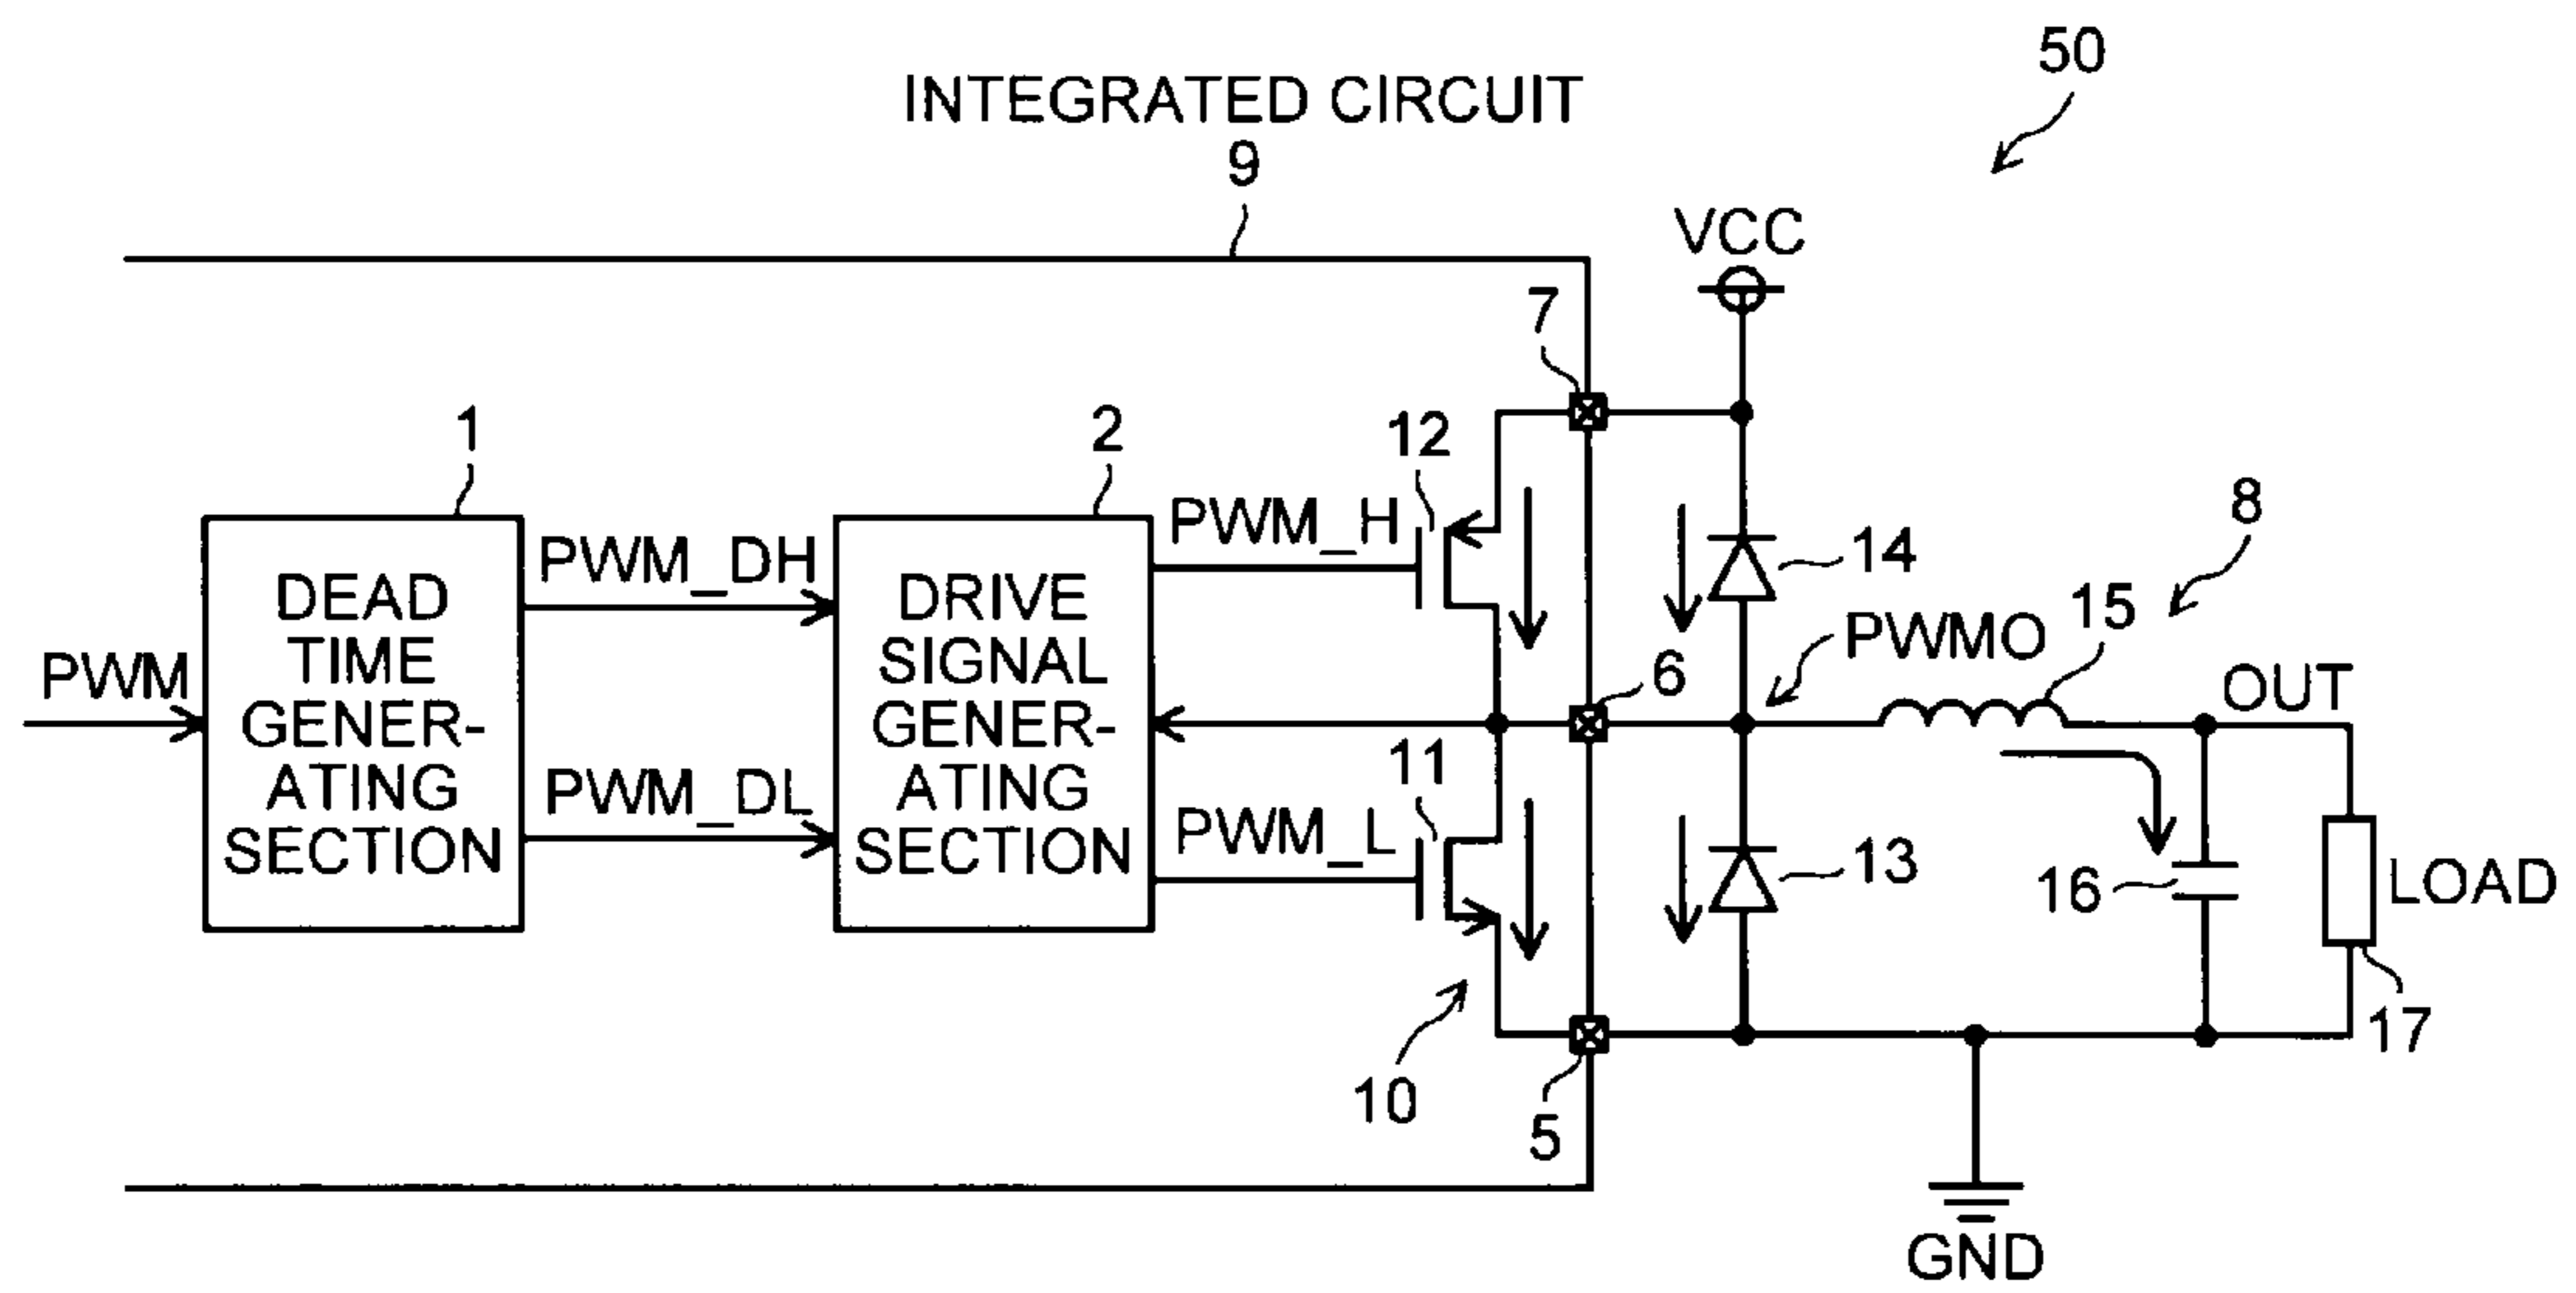 50
INTEGRATED CIRCUIT
9
VCC
7
1
2
12
PWM_H
14
8
PWM_DH
15
DEAD
TIME
GENER-
ATING
SECTION
DRIVE
SIGNAL
GENER-
ATING
SECTION
PWM
PWMO
6
OUT
11
PWM_DL
PWM_L
13
16
LOAD
17
10
5
GND